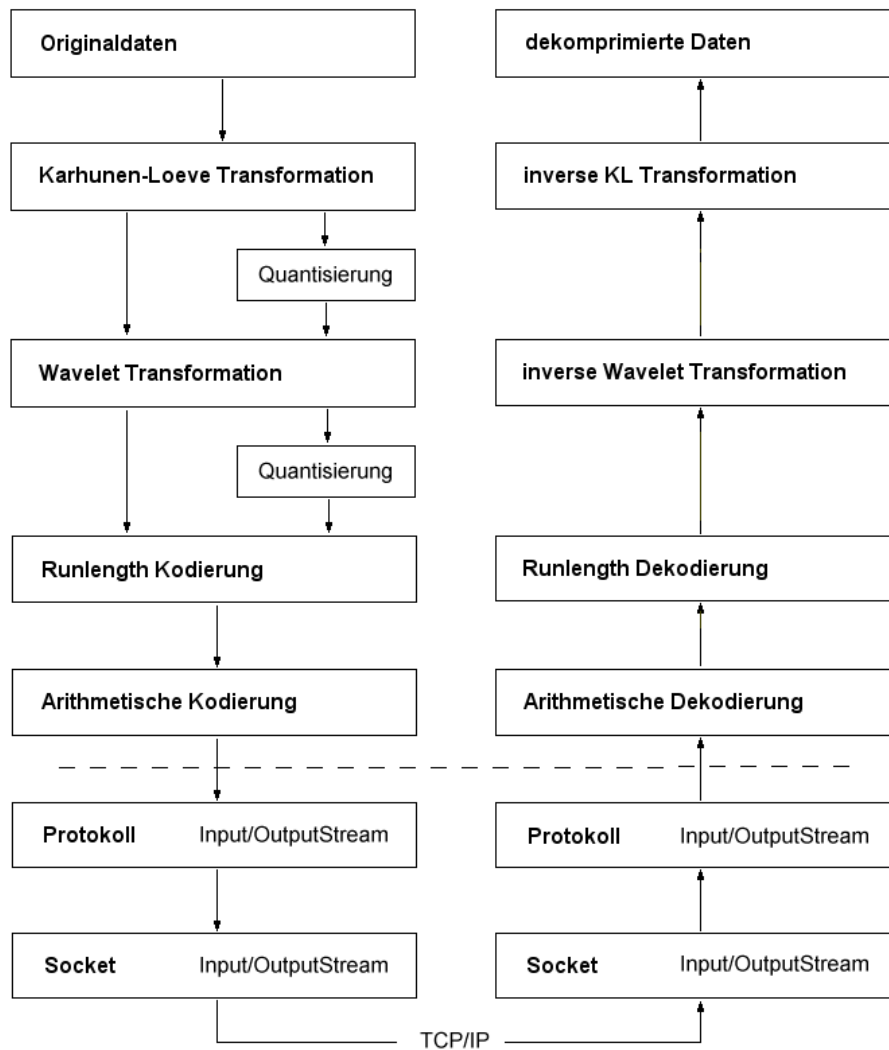 Originaldaten
Karhunen-Loeve Transformation
Quantisierung
Wavelet Transformation
Quantisierung
Runlength Kodierung
Arithmetische Kodierung
Protokoll Input/OutputStream
Socket Input/OutputStream
TCP/IP
dekomprimierte Daten
inverse KL Transformation
inverse Wavelet Transformation
Runlength Dekodierung
Arithmetische Dekodierung
Protokoll Input/OutputStream
Socket Input/OutputStream